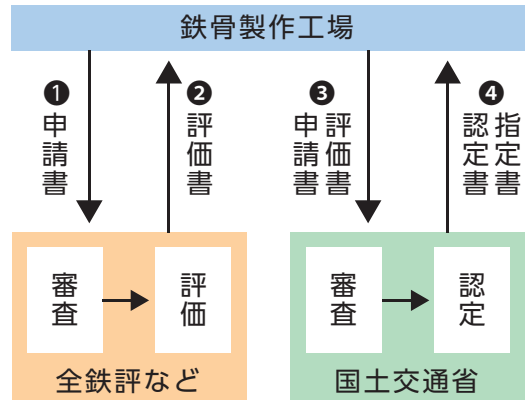 鉄骨製作工場
❶
申請書
❷
評価書
❸
評価書
申請書
❹
指定書
認定書
審査
評価
全鉄評など
審査
認定
国土交通省